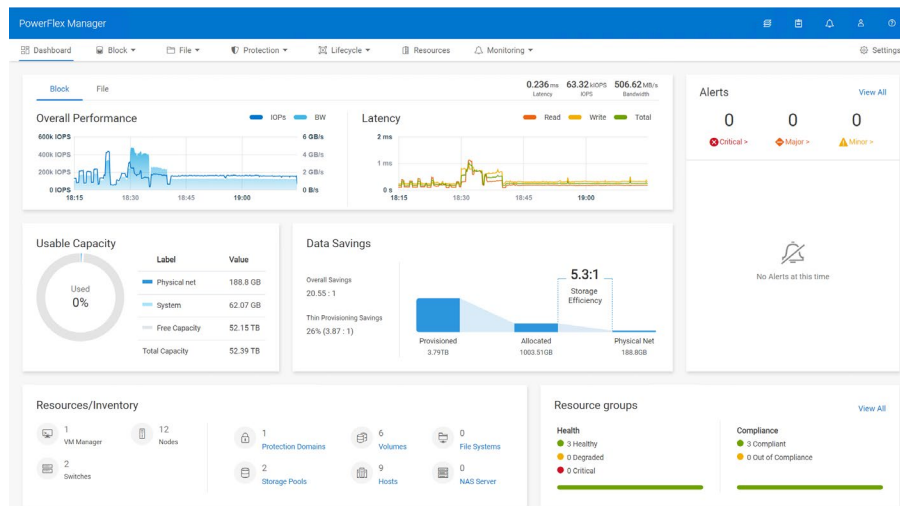 PowerFlex Manager
Dashboard Block File Protection Lifecycle Resources Monitoring Settings
Block File
0.236 ms 63.32 kIOPS 506.62 MB/s
Latency IOPS Bandwidth
Overall Performance
IOPs BW
600k IOPS 6 GB/s
400k IOPS 4 GB/s
200k IOPS 2 GB/s
0 IOPS 0 B/s
18:15 18:30 18:45 19:00
Latency
Read Write Total
2 ms
1 ms
0 s
18:15 18:30 18:45 19:00
Alerts View All
0 0 0
Critical > Major > Minor >
No Alerts at this time
Usable Capacity
Used
0%
Label Value
Physical net 188.8 GB
System 62.07 GB
Free Capacity 52.15 TB
Total Capacity 52.39 TB
Data Savings
Overall Savings
20.55 : 1
Thin Provisioning Savings
26% (3.87 : 1)
5.3:1
Storage
Efficiency
Provisioned Allocated Physical Net
3.79TB 1003.51GB 188.8GB
Resources/Inventory
1
VM Manager
12
Nodes
2
Switches
1
Protection Domains
6
Volumes
0
File Systems
2
Storage Pools
9
Hosts
0
NAS Server
Resource groups View All
Health
3 Healthy
0 Degraded
0 Critical
Compliance
3 Compliant
0 Out of Compliance